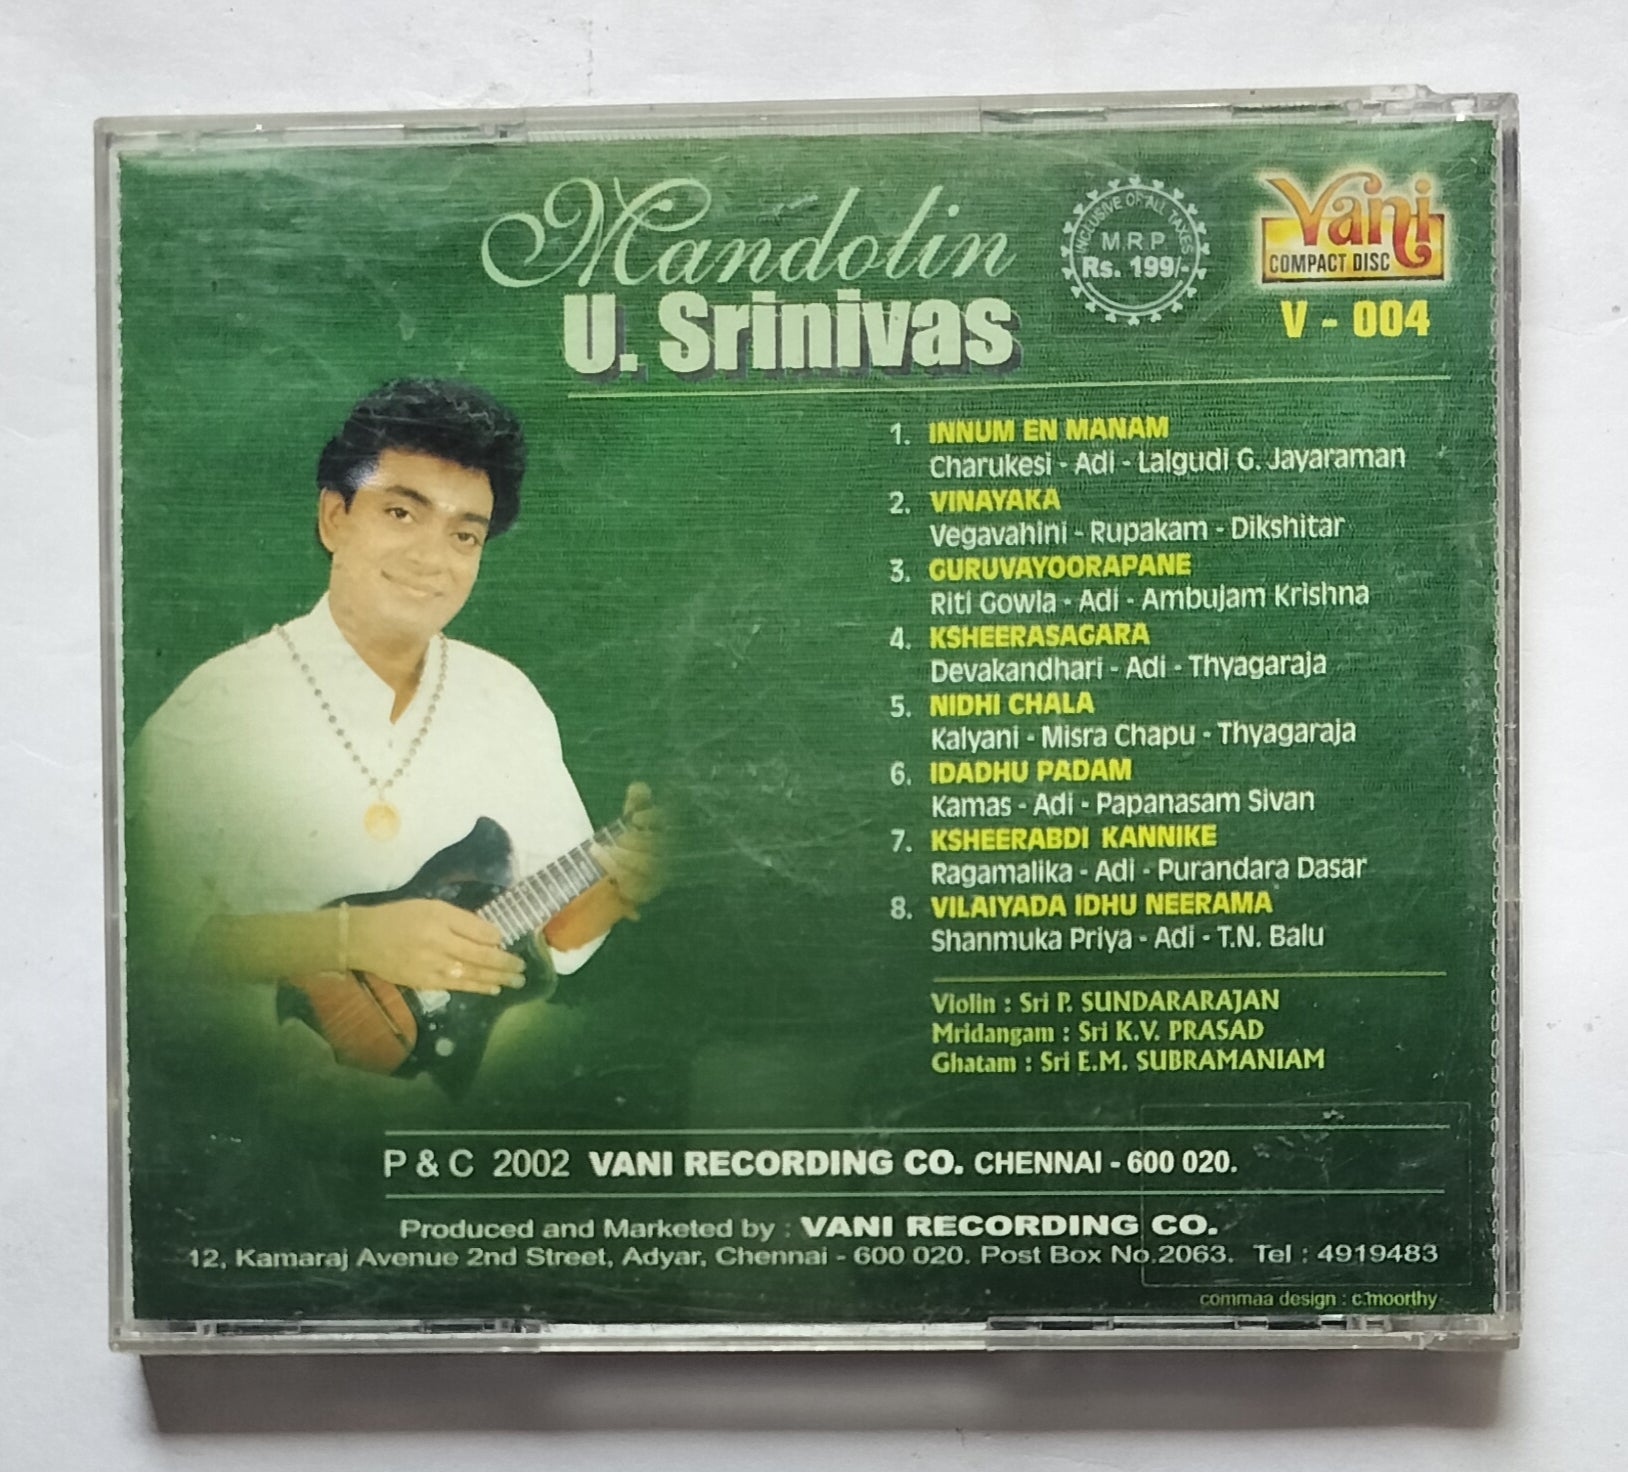 Mandolin
U. Srinivas
INCLUSIVE OF ALL TAXES
M.R.P.
Rs. 199/-
Vani
COMPACT DISC
V - 004
1. INNUM EN MANAM
Charukesi - Adi - Lalgudi G. Jayaraman
2. VINAYAKA
Vegavahini - Rupakam - Dikshitar
3. GURUVAYOORAPANE
Riti Gowla - Adi - Ambujam Krishna
4. KSHEERASAGARA
Devakandhari - Adi - Thyagaraja
5. NIDHI CHALA
Kalyani - Misra Chapu - Thyagaraja
6. IDADHU PADAM
Kamas - Adi - Papanasam Sivan
7. KSHEERABDI KANNIKE
Ragamalika - Adi - Purandara Dasar
8. VILAIYADA IDHU NEERAMA
Shanmuka Priya - Adi - T.N. Balu
Violin : Sri P. SUNDARARAJAN
Mridangam : Sri K.V. PRASAD
Ghatam : Sri E.M. SUBRAMANIAM
P & C 2002 VANI RECORDING CO. CHENNAI - 600 020.
Produced and Marketed by : VANI RECORDING CO.
12, Kamaraj Avenue 2nd Street, Adyar, Chennai - 600 020. Post Box No.2063. Tel : 4919483
commaa design : c.moorthy